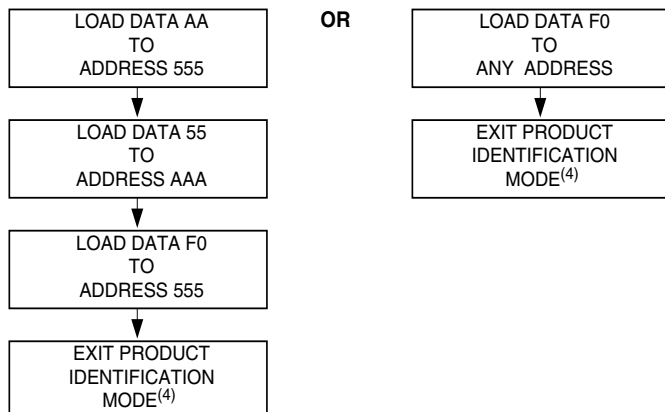 LOAD DATA AA
TO
ADDRESS 555
LOAD DATA 55
TO
ADDRESS AAA
LOAD DATA F0
TO
ADDRESS 555
EXIT PRODUCT
IDENTIFICATION
MODE(4)
OR
LOAD DATA F0
TO
ANY ADDRESS
EXIT PRODUCT
IDENTIFICATION
MODE(4)